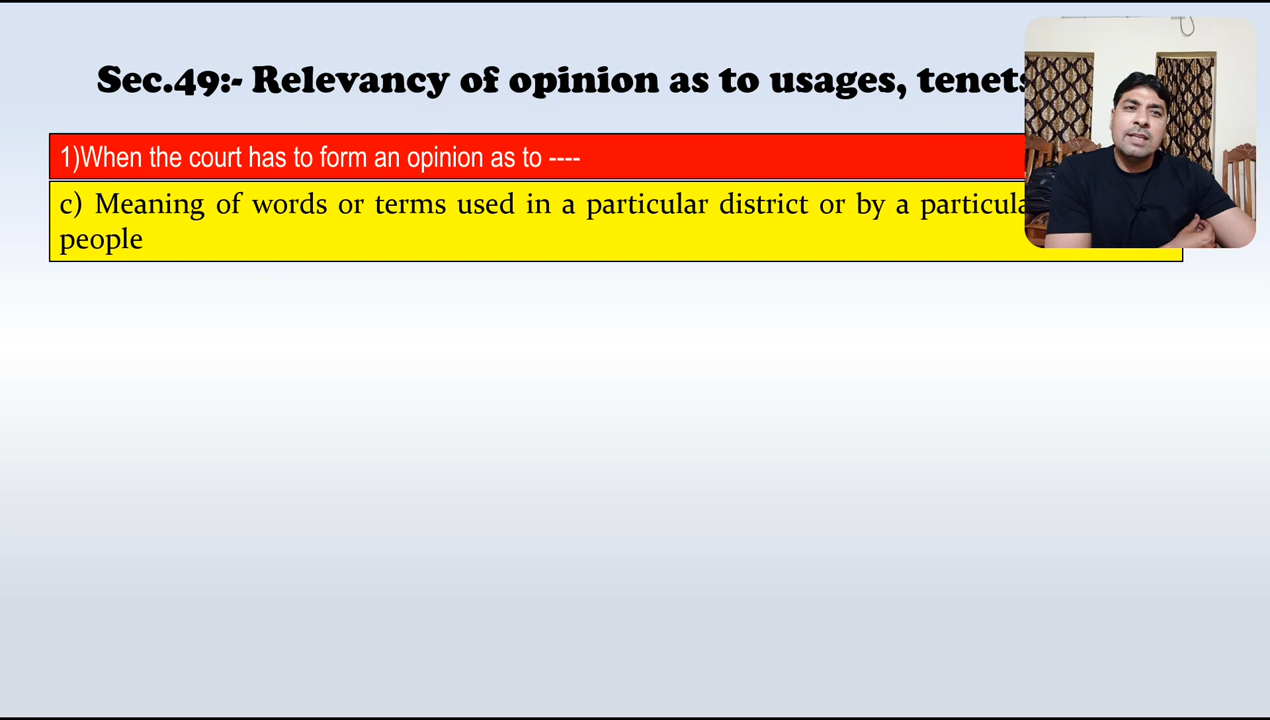 Sec.49:- Relevancy of opinion as to usages, tenets
1)When the court has to form an opinion as to ----
c) Meaning of words or terms used in a particular district or by a
people